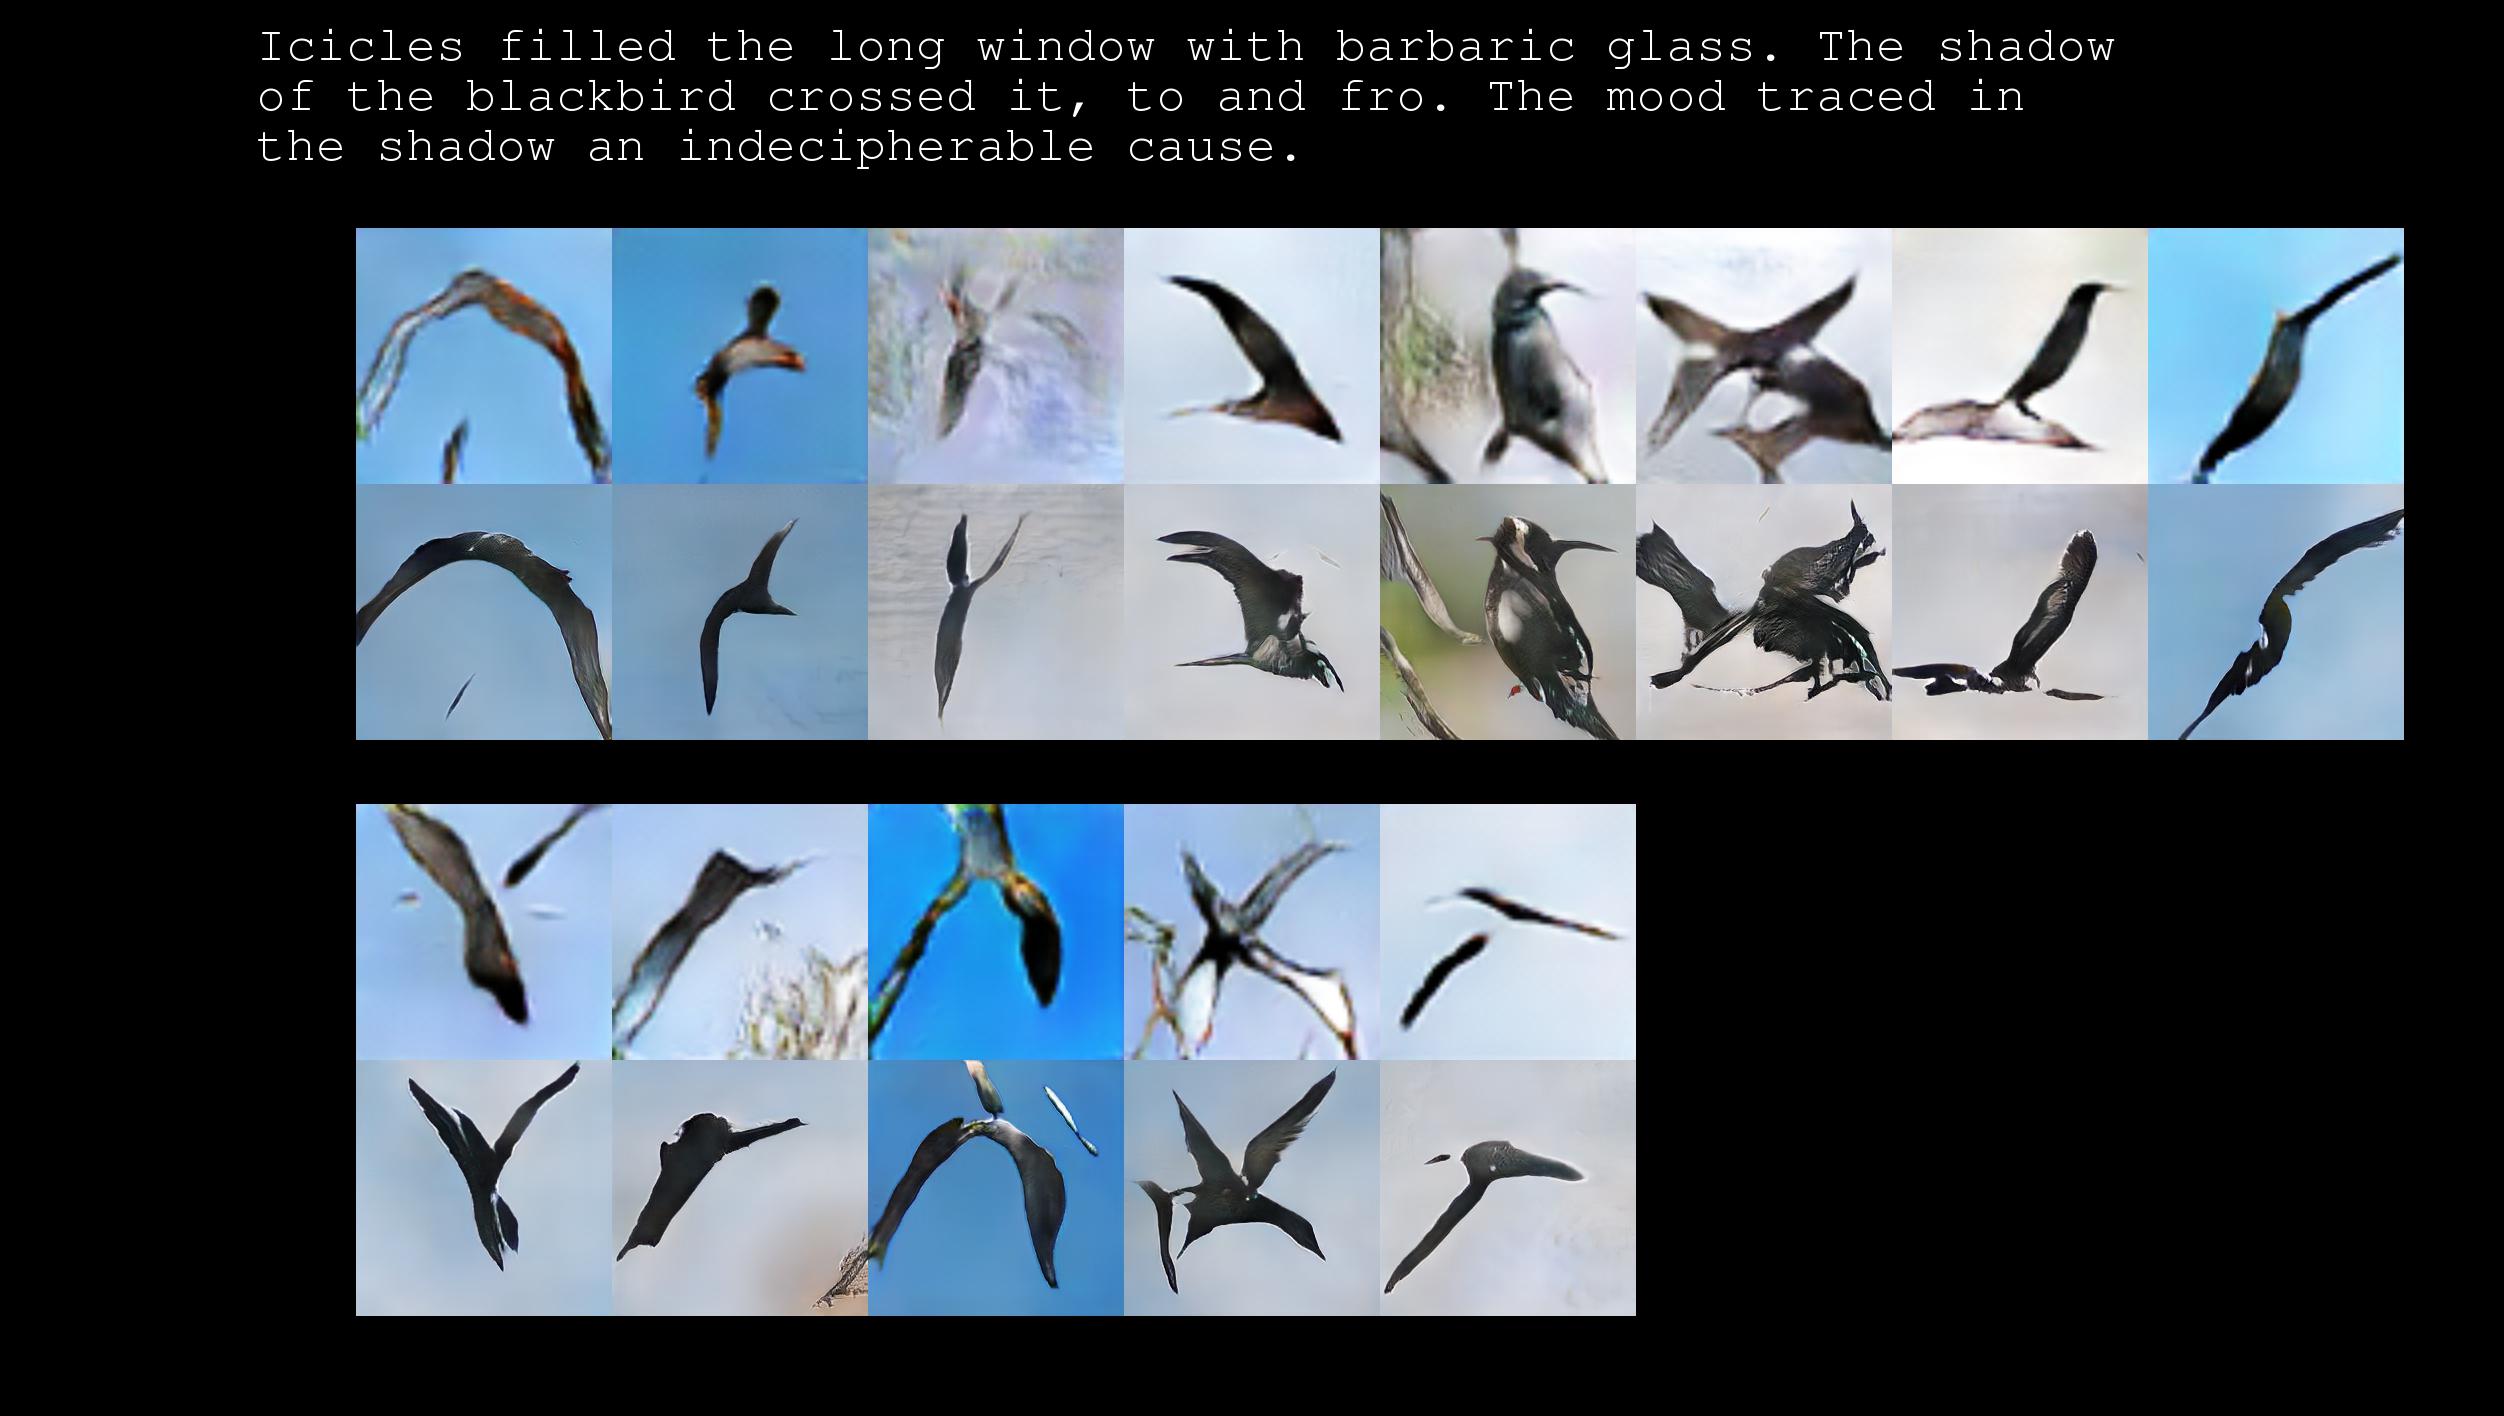 Icicles filled the long window with barbaric glass. The shadow
of the blackbird crossed it, to and fro. The mood traced in
the shadow an indecipherable cause.